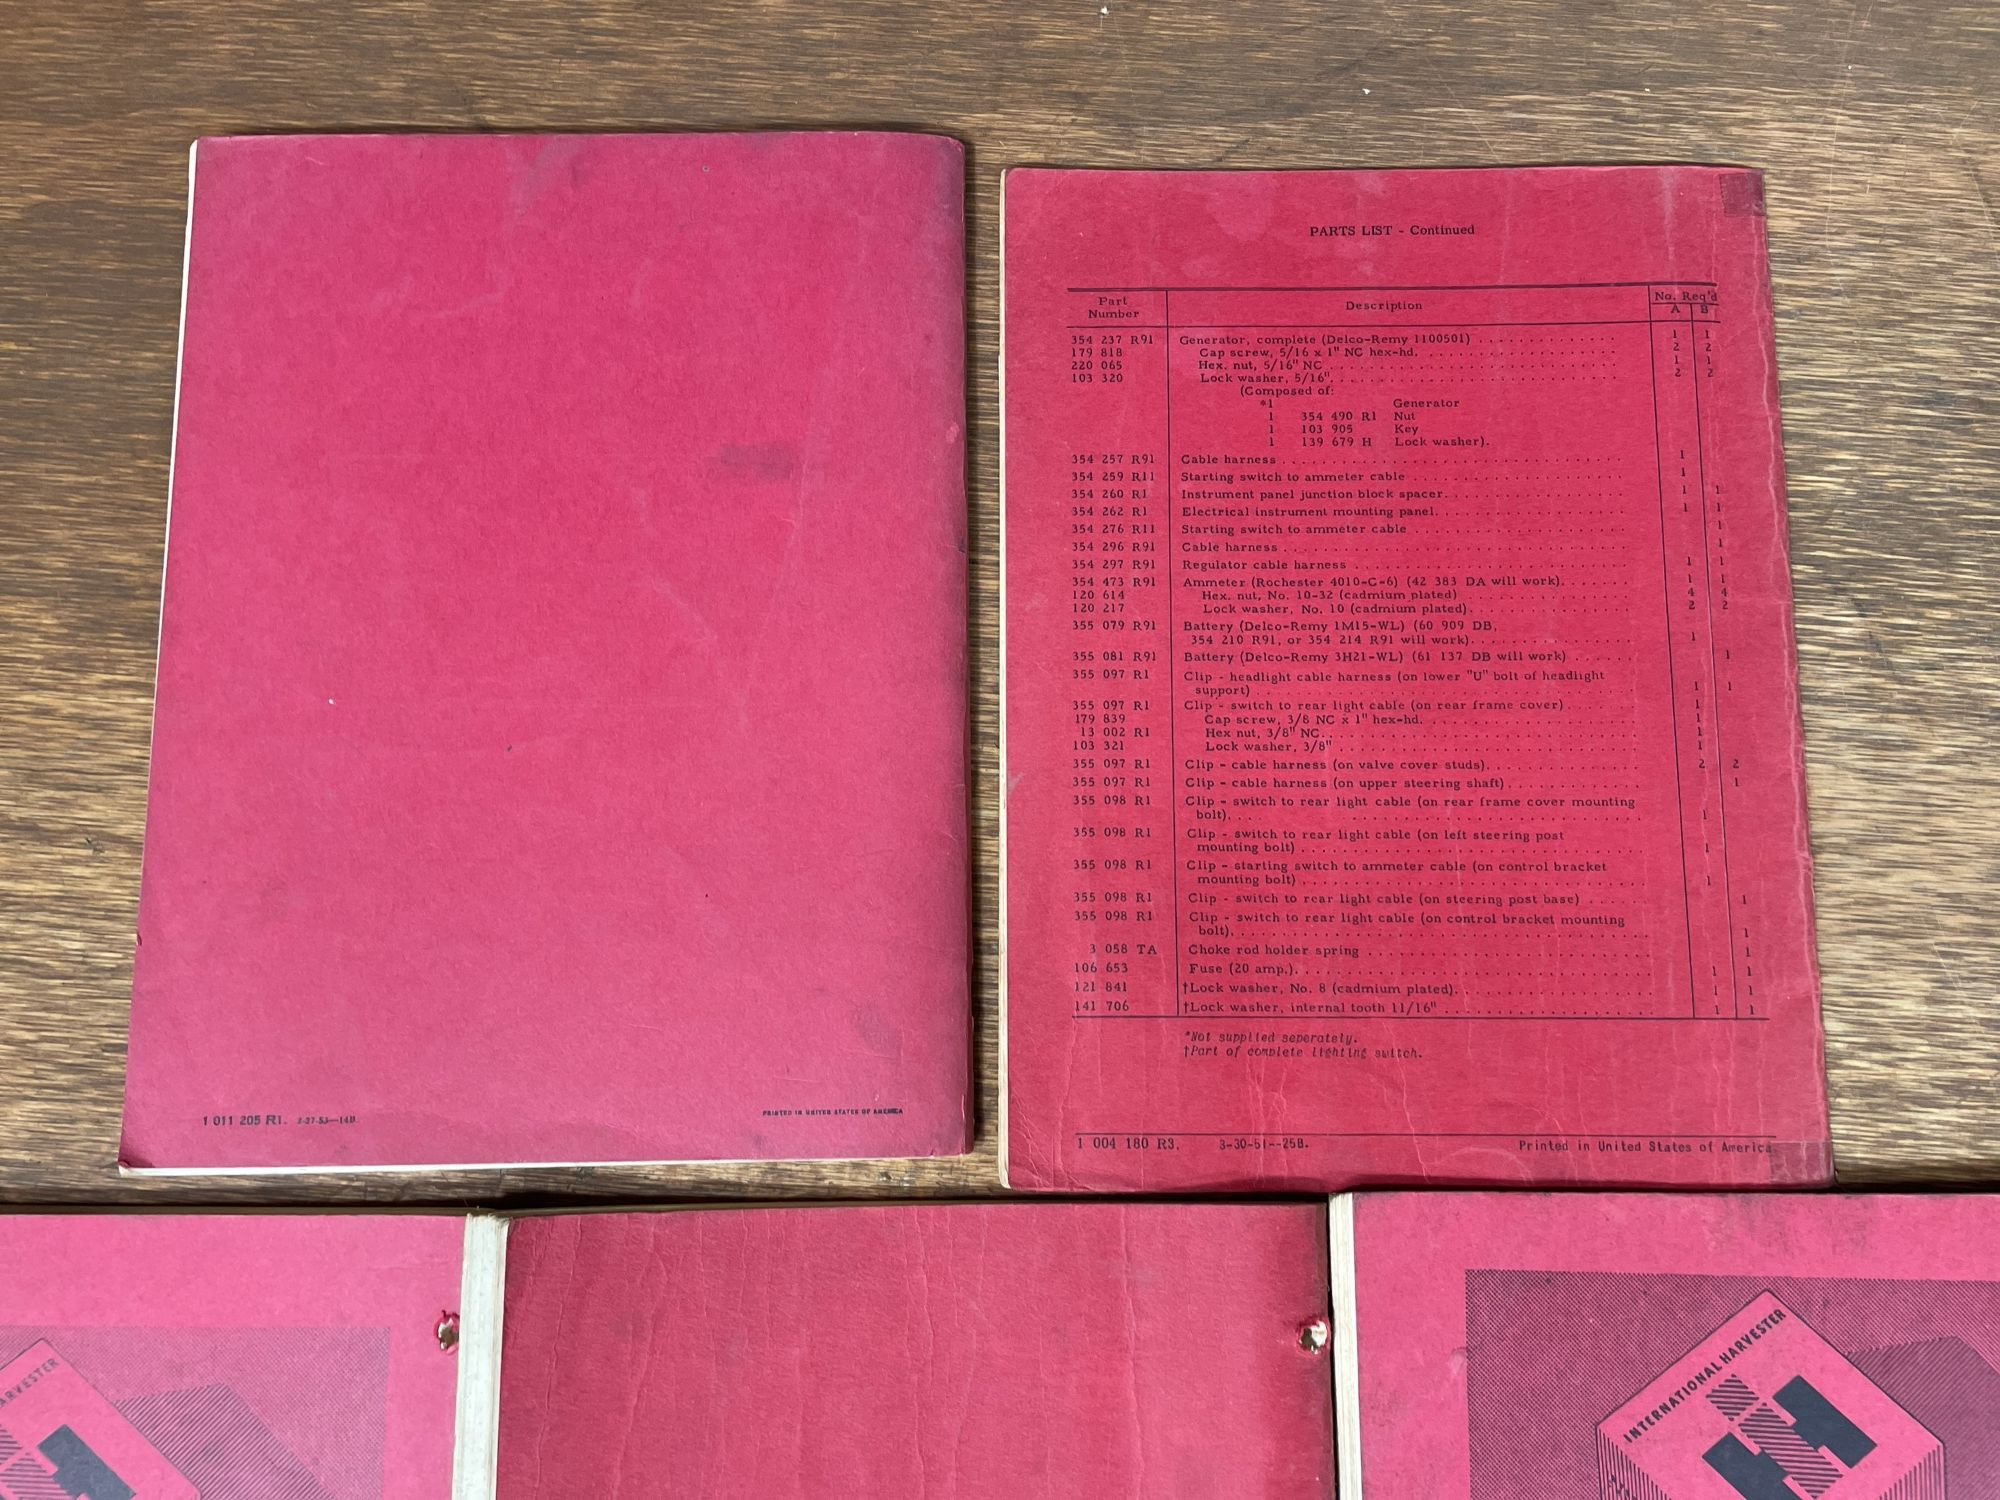 1 011 205 R1. 2-27-53—14B
PRINTED IN UNITED STATES OF AMERICA
PARTS LIST - Continued
Part Number Description No. Req'd
A B
354 237 R91 Generator, complete (Delco-Remy 1100501) 1 1
179 818 Cap screw, 5/16 x 1" NC hex-hd. 2 2
220 065 Hex. nut, 5/16" NC 1 1
103 320 Lock washer, 5/16". 2 2
(Composed of:
*1 Generator
1 354 490 R1 Nut
1 103 905 Key
1 139 679 H Lock washer).
354 257 R91 Cable harness 1
354 259 R11 Starting switch to ammeter cable 1
354 260 R1 Instrument panel junction block spacer. 1 1
354 262 R1 Electrical instrument mounting panel. 1 1
354 276 R11 Starting switch to ammeter cable 1
354 296 R91 Cable harness 1
354 297 R91 Regulator cable harness 1 1
354 473 R91 Ammeter (Rochester 4010-C-6) (42 383 DA will work). 1 1
120 614 Hex. nut, No. 10-32 (cadmium plated) 4 4
120 217 Lock washer, No. 10 (cadmium plated). 2 2
355 079 R91 Battery (Delco-Remy 1M15-WL) (60 909 DB,
354 210 R91, or 354 214 R91 will work). 1
355 081 R91 Battery (Delco-Remy 3H21-WL) (61 137 DB will work) 1
355 097 R1 Clip - headlight cable harness (on lower "U" bolt of headlight
support) 1 1
355 097 R1 Clip - switch to rear light cable (on rear frame cover) 1
179 839 Cap screw, 3/8 NC x 1" hex-hd. 1
13 002 R1 Hex nut, 3/8" NC. 1
103 321 Lock washer, 3/8" 1
355 097 R1 Clip - cable harness (on valve cover studs). 2 2
355 097 R1 Clip - cable harness (on upper steering shaft) 1
355 098 R1 Clip - switch to rear light cable (on rear frame cover mounting
bolt). 1
355 098 R1 Clip - switch to rear light cable (on left steering post
mounting bolt) 1
355 098 R1 Clip - starting switch to ammeter cable (on control bracket
mounting bolt) 1
355 098 R1 Clip - switch to rear light cable (on steering post base) 1
355 098 R1 Clip - switch to rear light cable (on control bracket mounting
bolt). 1
3 058 TA Choke rod holder spring 1
106 653 Fuse (20 amp.). 1 1
121 841 †Lock washer, No. 8 (cadmium plated). 1 1
141 706 †Lock washer, internal tooth 11/16" 1 1
*Not supplied seperately.
†Part of complete lighting switch.
1 004 180 R3. 3-30-51--25B. Printed in United States of America
ARVESTER
INTERNATIONAL HARVESTER
IH